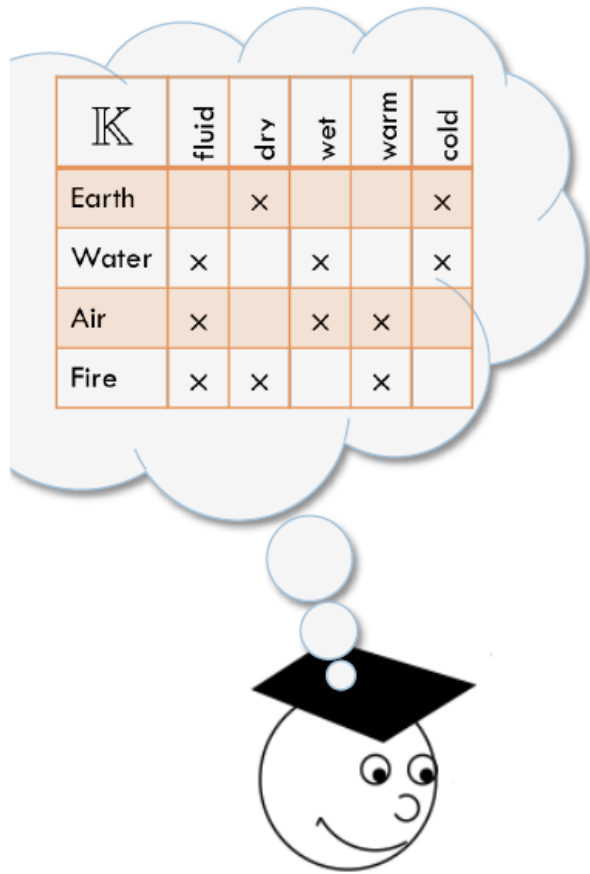 𝕂 fluid dry wet warm cold
Earth × ×
Water × × ×
Air × × ×
Fire × × ×